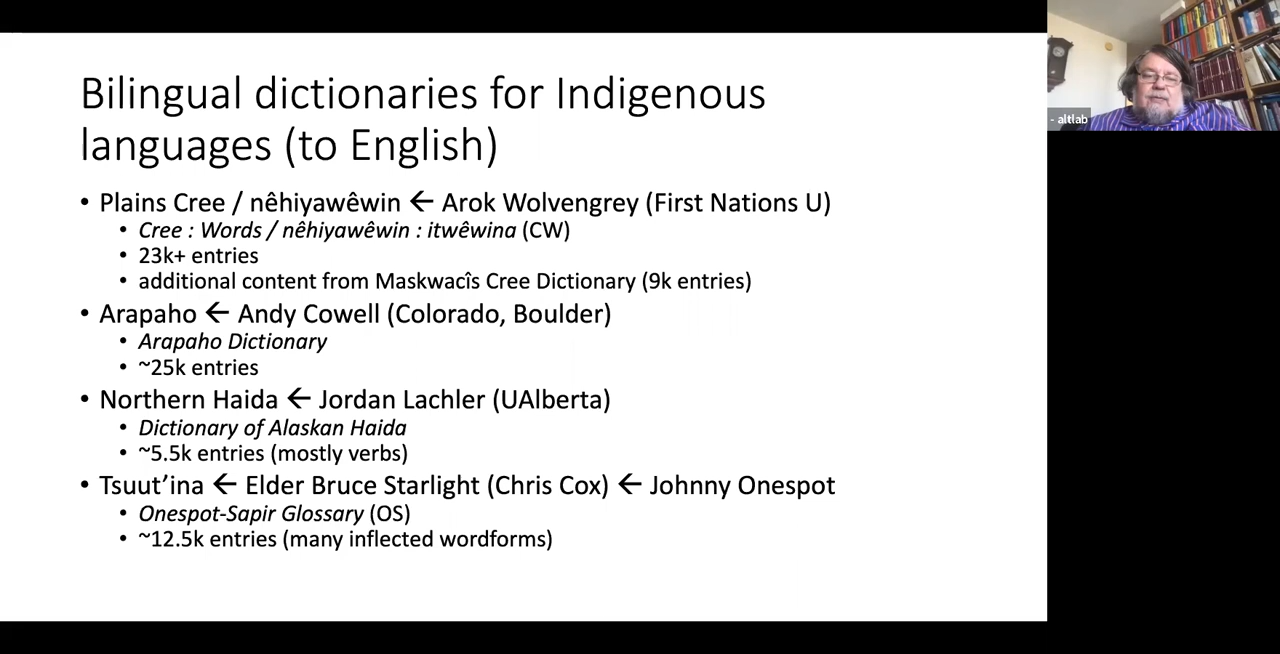 Bilingual dictionaries for Indigenous
languages (to English)
• Plains Cree / nêhiyawêwin ← Arok Wolvengrey (First Nations U)
• Cree : Words / nêhiyawêwin : itwêwina (CW)
• 23k+ entries
• additional content from Maskwacîs Cree Dictionary (9k entries)
• Arapaho ← Andy Cowell (Colorado, Boulder)
• Arapaho Dictionary
• ~25k entries
• Northern Haida ← Jordan Lachler (UAlberta)
• Dictionary of Alaskan Haida
• ~5.5k entries (mostly verbs)
• Tsuut’ina ← Elder Bruce Starlight (Chris Cox) ← Johnny Onespot
• Onespot-Sapir Glossary (OS)
• ~12.5k entries (many inflected wordforms)
- altlab